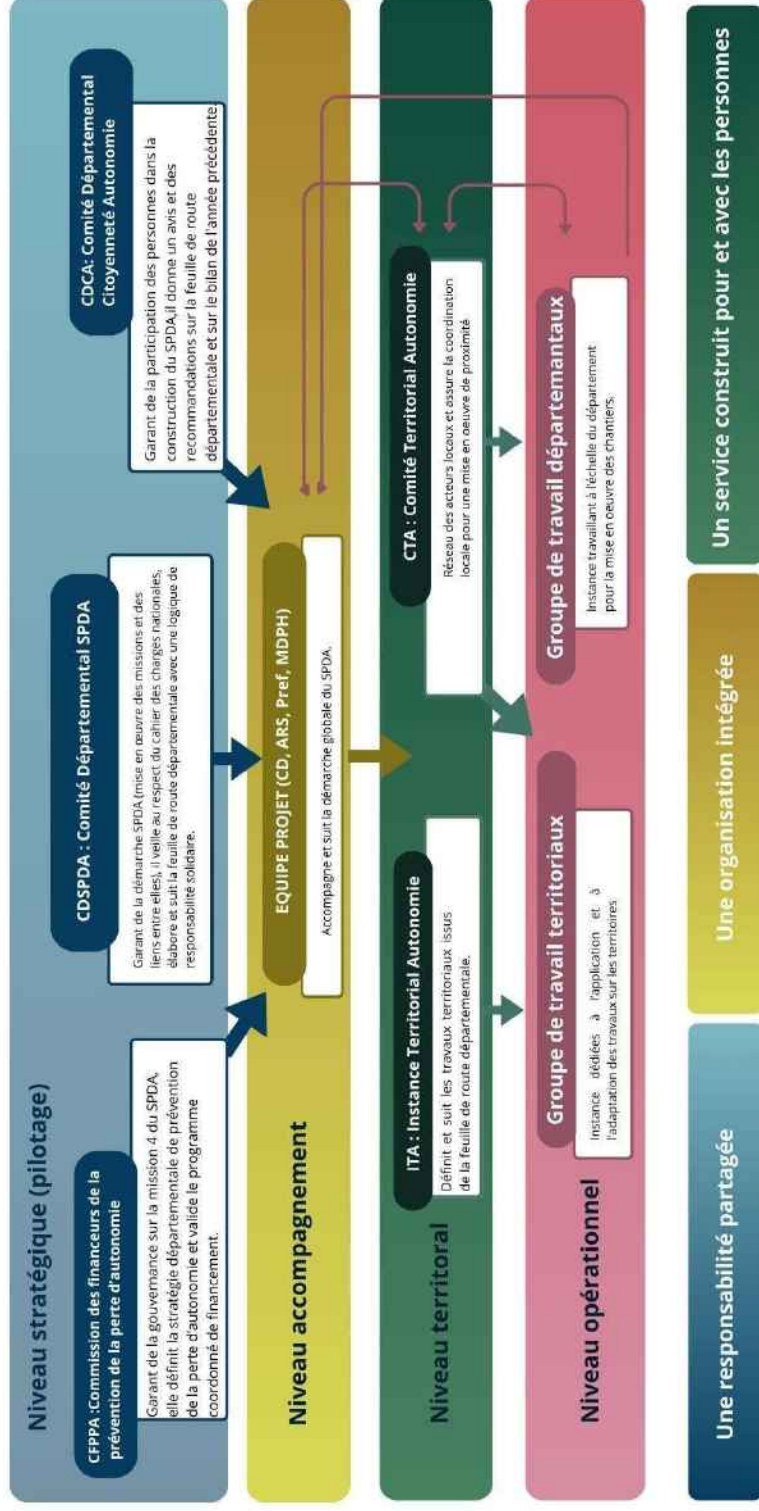 Niveau stratégique (pilotage)
CFPPA :Commission des financeurs de la
prévention de la perte d'autonomie
Garant de la gouvernance sur la mission 4 du SPDA,
elle définit la stratégie départementale de prévention
de la perte d'autonomie et valide le programme
coordonné de financement.
CDSPDA : Comité Départemental SPDA
Garant de la démarche SPDA (mise en œuvre des missions et des
liens entre elles), il veille au respect du cahier des charges nationales,
élabore et suit la feuille de route départementale avec une logique de
responsabilité solidaire.
CDCA: Comité Départemental
Citoyenneté Autonomie
Garant de la participation des personnes dans la
construction du SPDA,il donne un avis et des
recommandations sur la feuille de route
départementale et sur le bilan de l'année précédente.
Niveau accompagnement
EQUIPE PROJET (CD, ARS, Pref, MDPH)
Accompagne et suit la démarche globale du SPDA.
Niveau territoral
ITA : Instance Territorial Autonomie
Définit et suit les travaux territoriaux issus
de la feuille de route départementale.
CTA : Comité Territorial Autonomie
Réseau des acteurs locaux et assure la coordination
locale pour une mise en oeuvre de proximité
Niveau opérationnel
Groupe de travail territoriaux
Instance dédiées à l'application et à
l'adaptation des travaux sur les territoires
Groupe de travail départemantaux
Instance travaillant à l'échelle du département
pour la mise en oeuvre des chantiers.
Une responsabilité partagée
Une organisation intégrée
Un service construit pour et avec les personnes